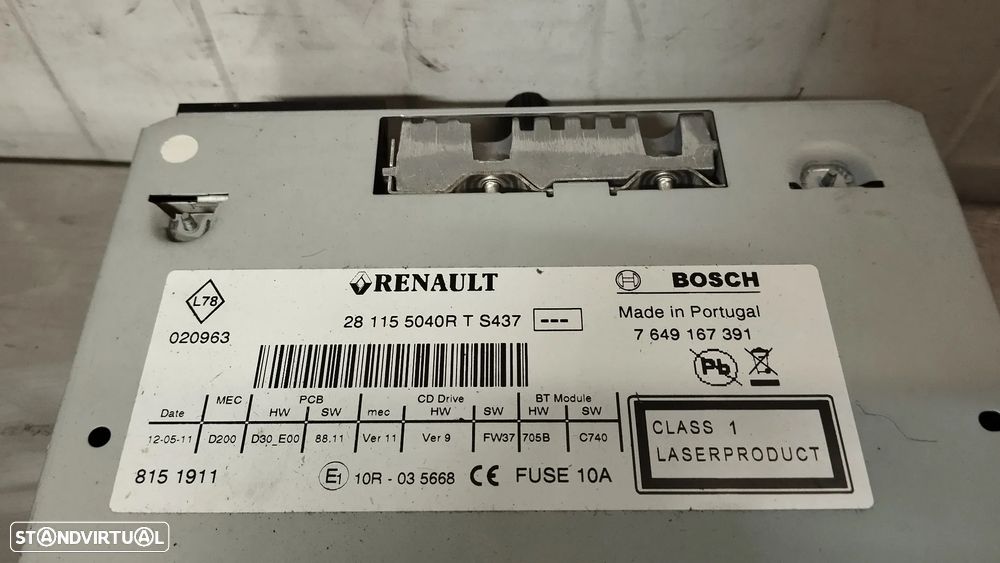 L78
RENAULT
BOSCH
020963
28 115 5040R T S437
---
Made in Portugal
7 649 167 391
Pb
MEC PCB CD Drive BT Module
Date HW SW mec HW SW HW SW
12-05-11 D200 D30_E00 88.11 Ver 11 Ver 9 FW37 705B C740
CLASS 1
LASERPRODUCT
815 1911
E1 10R - 03 5668 CE FUSE 10A
STANDVIRTUAL